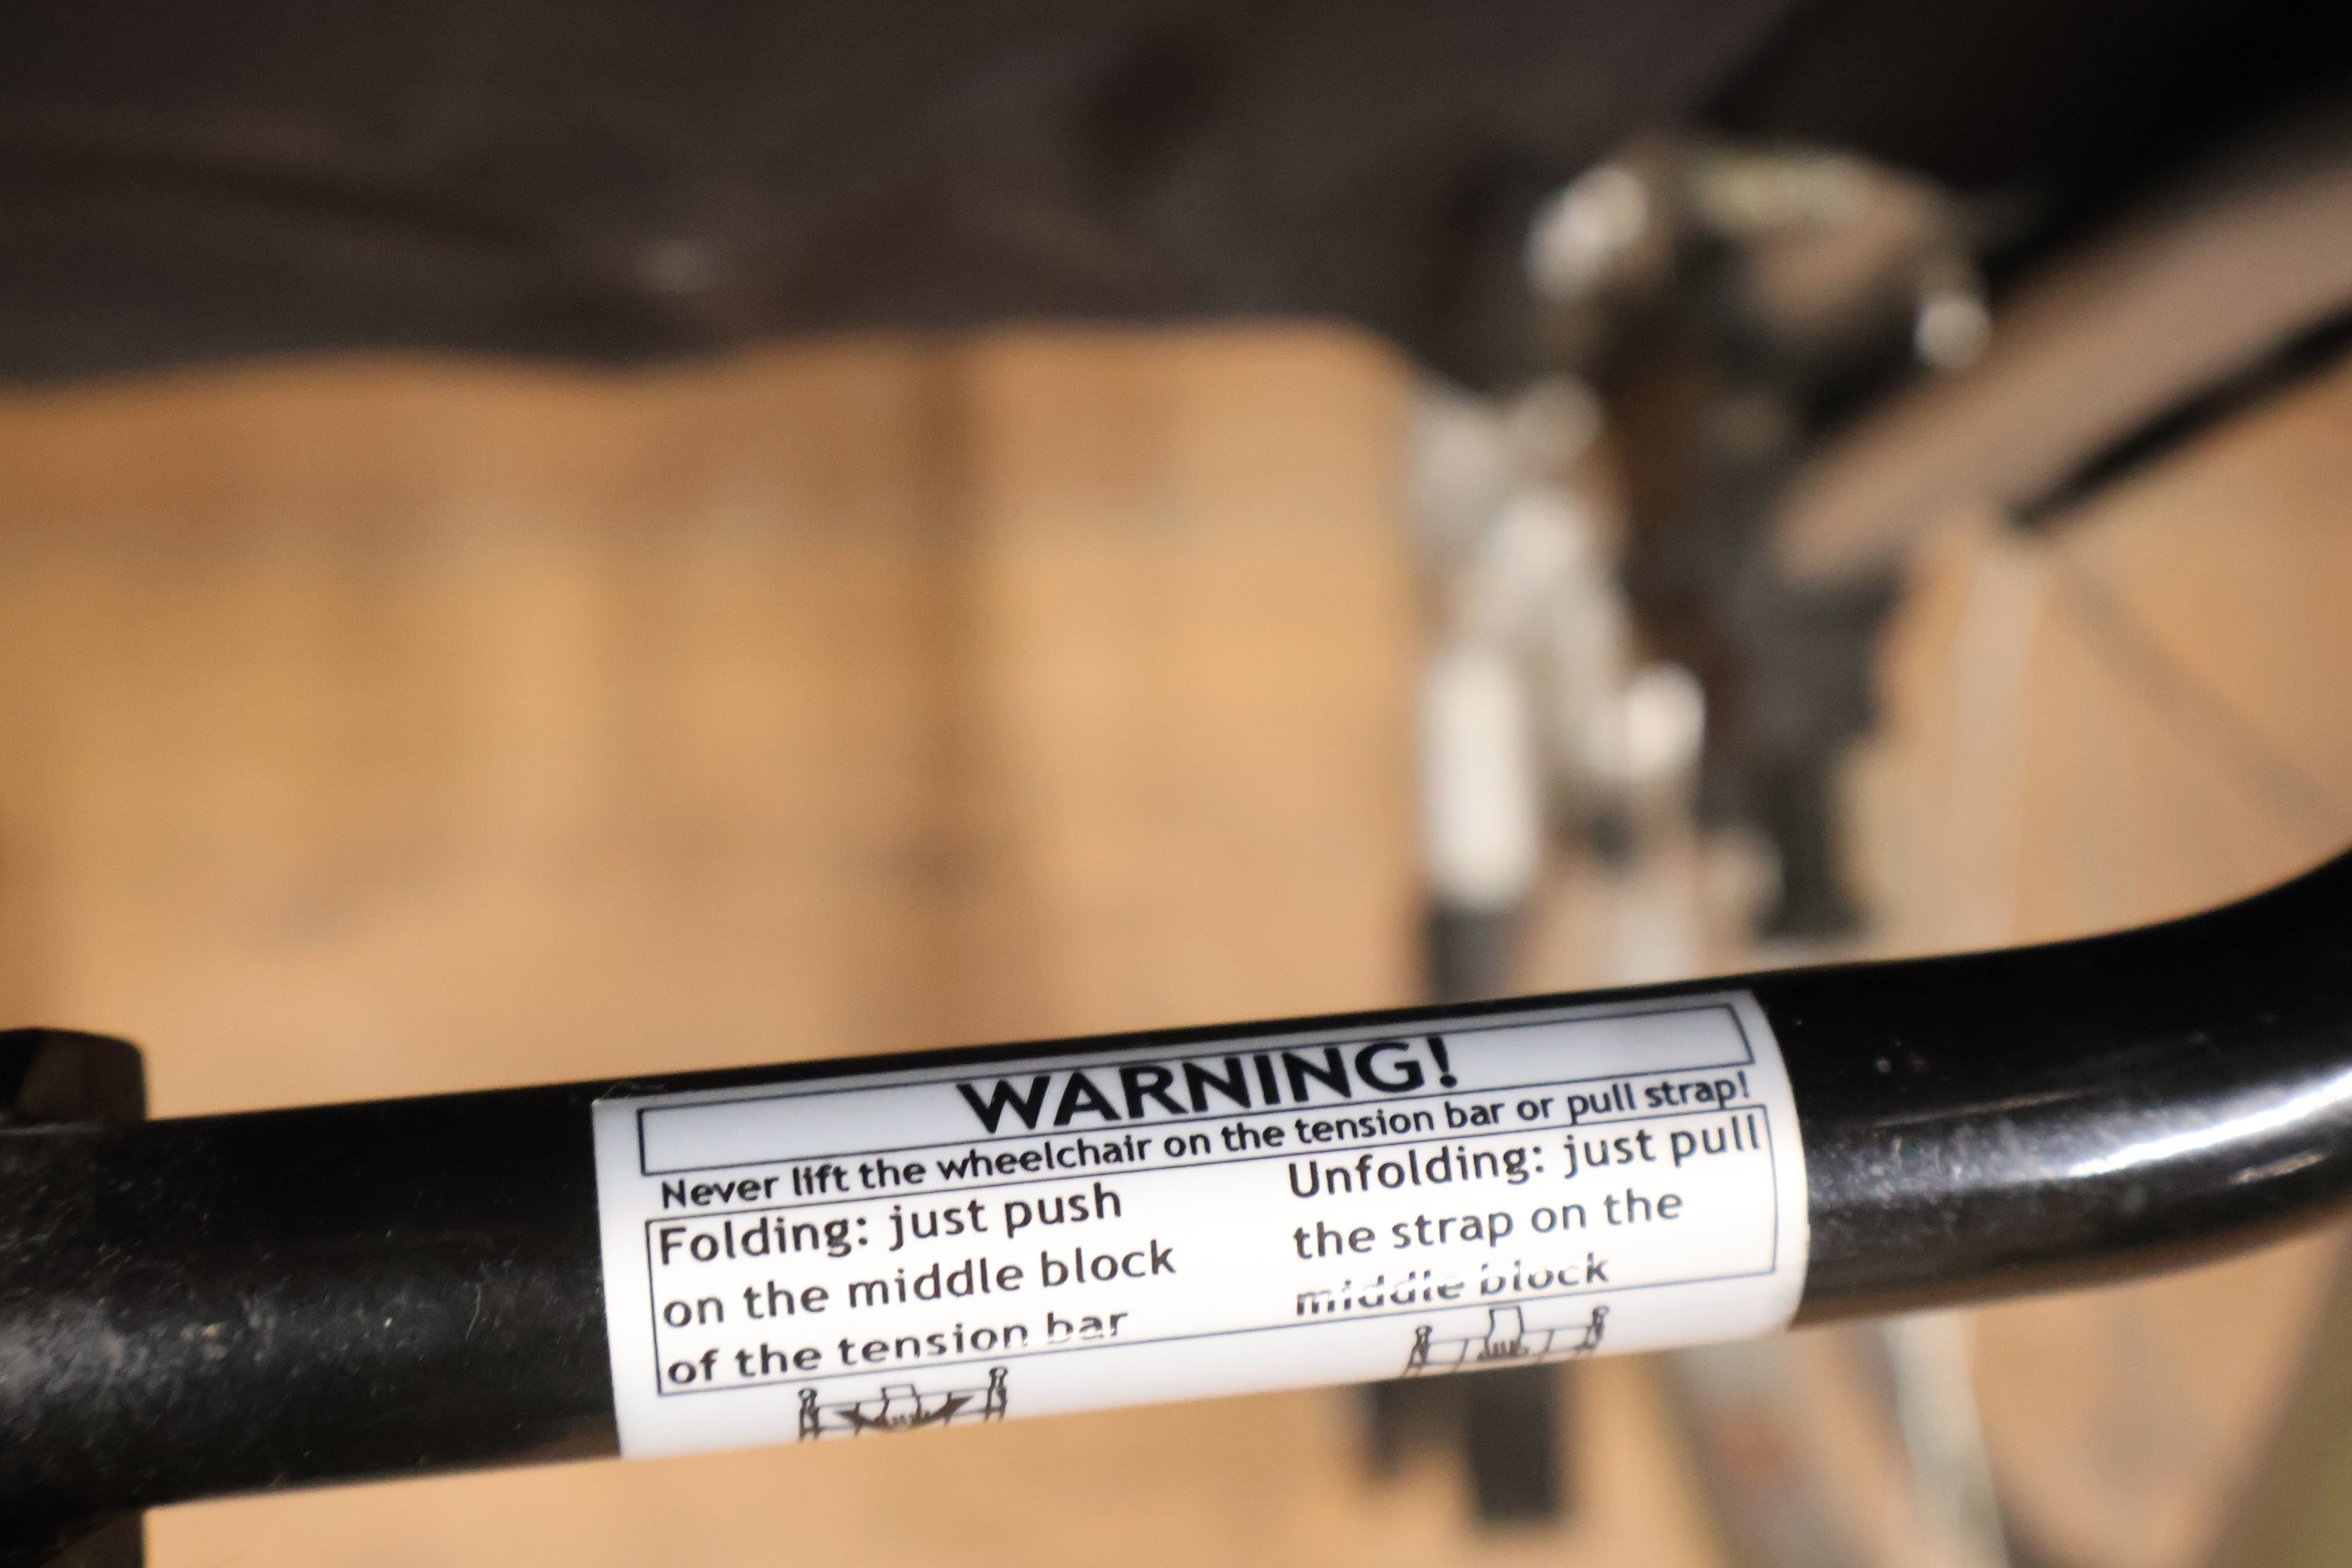 WARNING!
Never lift the wheelchair on the tension bar or pull strap!
Folding: just push
on the middle block
of the tension bar
Unfolding: just pull
the strap on the
middle block